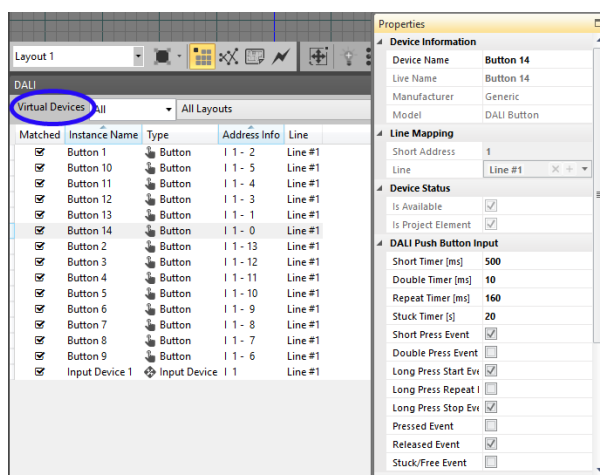 Layout 1
DALI
Virtual Devices All All Layouts
Matched Instance Name Type Address Info Line
Button 1 Button I 1 - 2 Line #1
Button 10 Button I 1 - 5 Line #1
Button 11 Button I 1 - 4 Line #1
Button 12 Button I 1 - 3 Line #1
Button 13 Button I 1 - 1 Line #1
Button 14 Button I 1 - 0 Line #1
Button 2 Button I 1 - 13 Line #1
Button 3 Button I 1 - 12 Line #1
Button 4 Button I 1 - 11 Line #1
Button 5 Button I 1 - 10 Line #1
Button 6 Button I 1 - 9 Line #1
Button 7 Button I 1 - 8 Line #1
Button 8 Button I 1 - 7 Line #1
Button 9 Button I 1 - 6 Line #1
Input Device 1 Input Device I 1 Line #1
Properties
Device Information
Device Name Button 14
Live Name Button 14
Manufacturer Generic
Model DALI Button
Line Mapping
Short Address 1
Line Line #1
Device Status
Is Available
Is Project Element
DALI Push Button Input
Short Timer [ms] 500
Double Timer [ms] 10
Repeat Timer [ms] 160
Stuck Timer [s] 20
Short Press Event
Double Press Event
Long Press Start Eve
Long Press Repeat I
Long Press Stop Eve
Pressed Event
Released Event
Stuck/Free Event